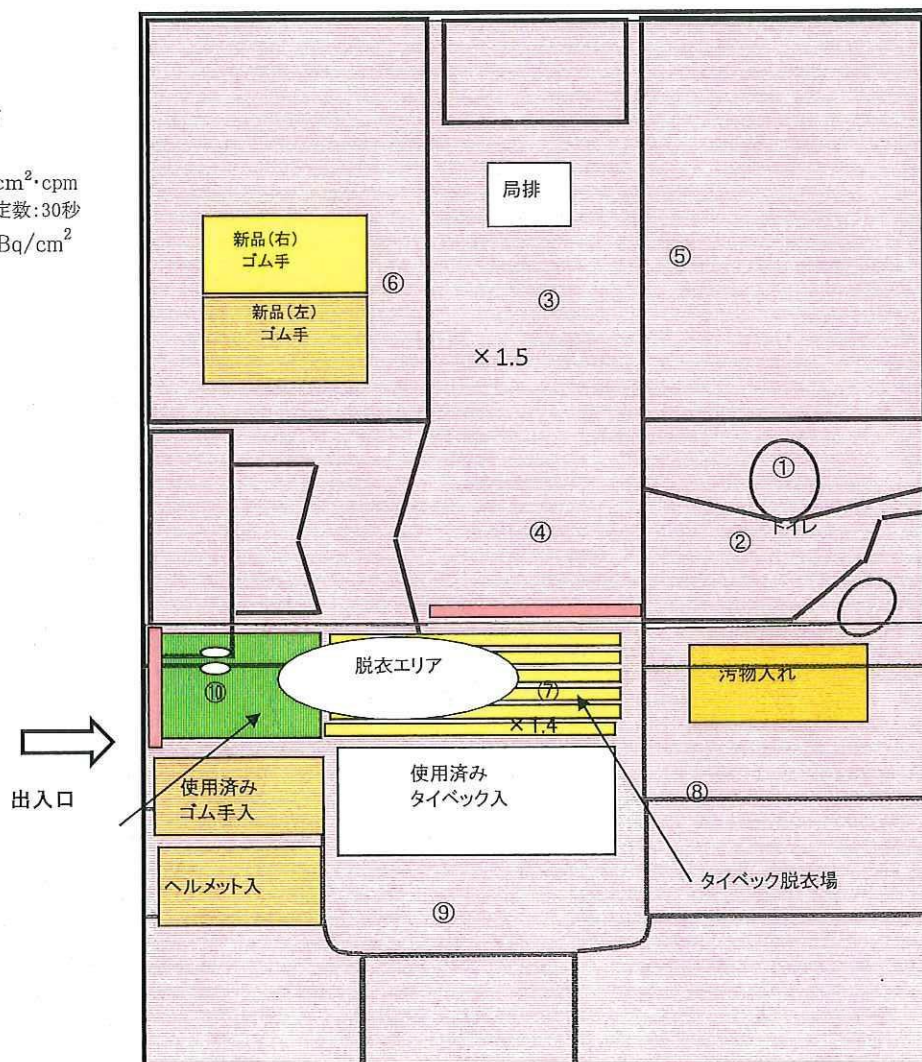 cm²･cpm
定数:30秒
Bq/cm²
局排
新品(右)
ゴム手
新品(左)
ゴム手
⑥
③
⑤
×1.5
①
④
②
トイレ
脱衣エリア
⑩
(7)
×1.4
汚物入れ
出入口
使用済み
ゴム手入
使用済み
タイベック入
⑧
ヘルメット入
タイベック脱衣場
⑨